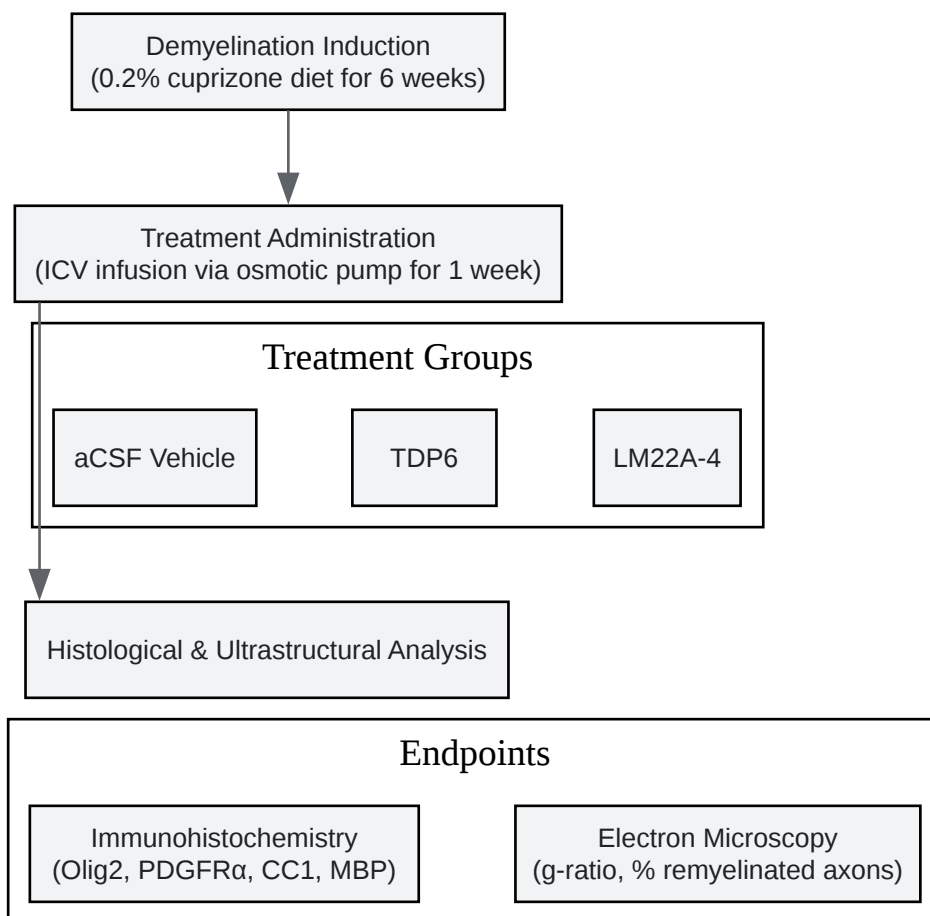 Demyelination Induction
(0.2% cuprizone diet for 6 weeks)
Treatment Administration
(ICV infusion via osmotic pump for 1 week)
Treatment Groups
aCSF Vehicle
TDP6
LM22A-4
Histological & Ultrastructural Analysis
Endpoints
Immunohistochemistry
(Olig2, PDGFRα, CC1, MBP)
Electron Microscopy
(g-ratio, % remyelinated axons)